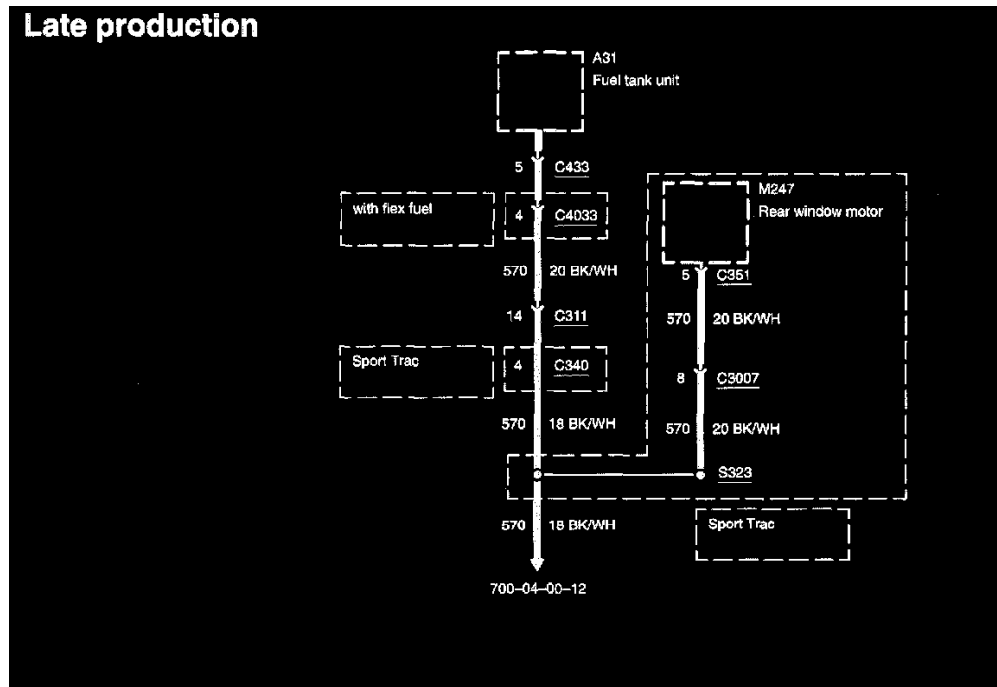 Late production
A31
Fuel tank unit
5 C433
M247
Rear window motor
with flex fuel
4 C4033
570 20 BK/WH
5 C351
14 C311
570 20 BK/WH
Sport Trac
4 C340
8 C3007
570 18 BK/WH
570 20 BK/WH
S323
570 18 BK/WH
Sport Trac
700–04–00–12